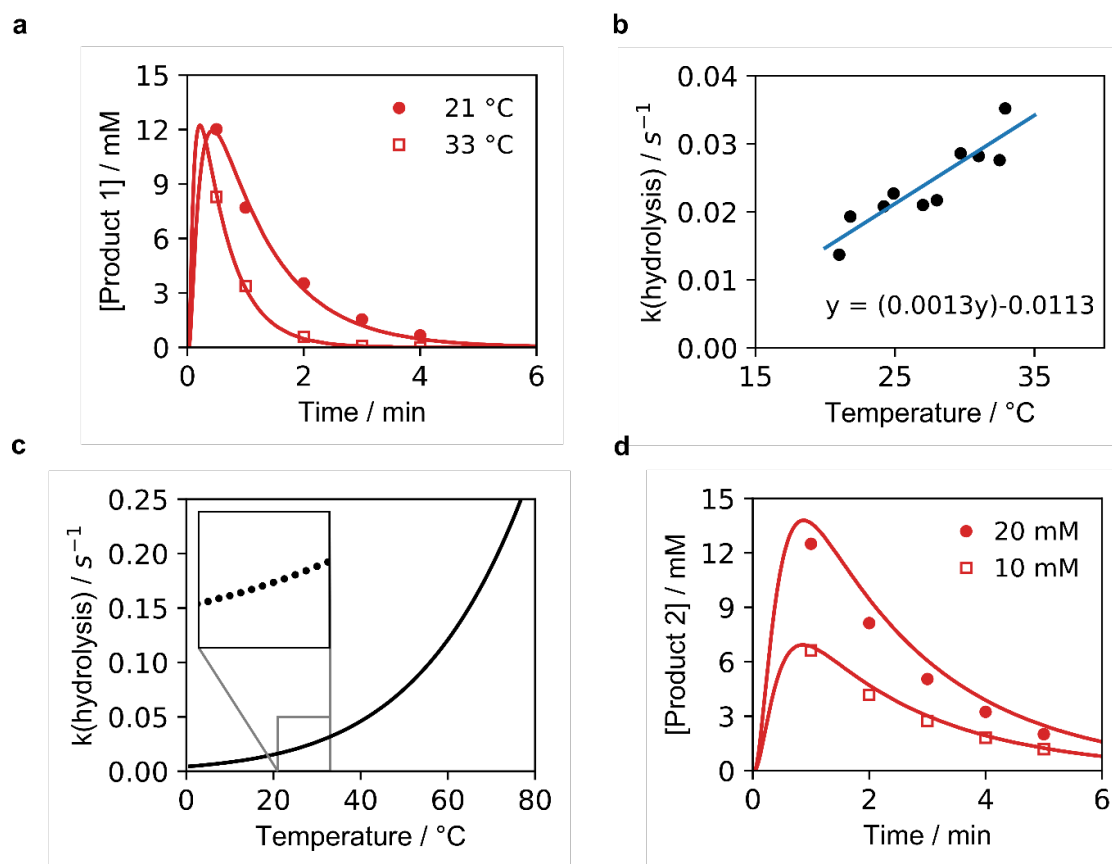 a
15
12
9
6
3
0
[Product 1] / mM
21 °C
33 °C
0 2 4 6
Time / min
b
0.04
0.03
0.02
0.01
0.00
k(hydrolysis) / s⁻¹
y = (0.0013y)-0.0113
15 25 35
Temperature / °C
c
0.25
0.20
0.15
0.10
0.05
0.00
k(hydrolysis) / s⁻¹
0 20 40 60 80
Temperature / °C
d
15
12
9
6
3
0
[Product 2] / mM
20 mM
10 mM
0 2 4 6
Time / min